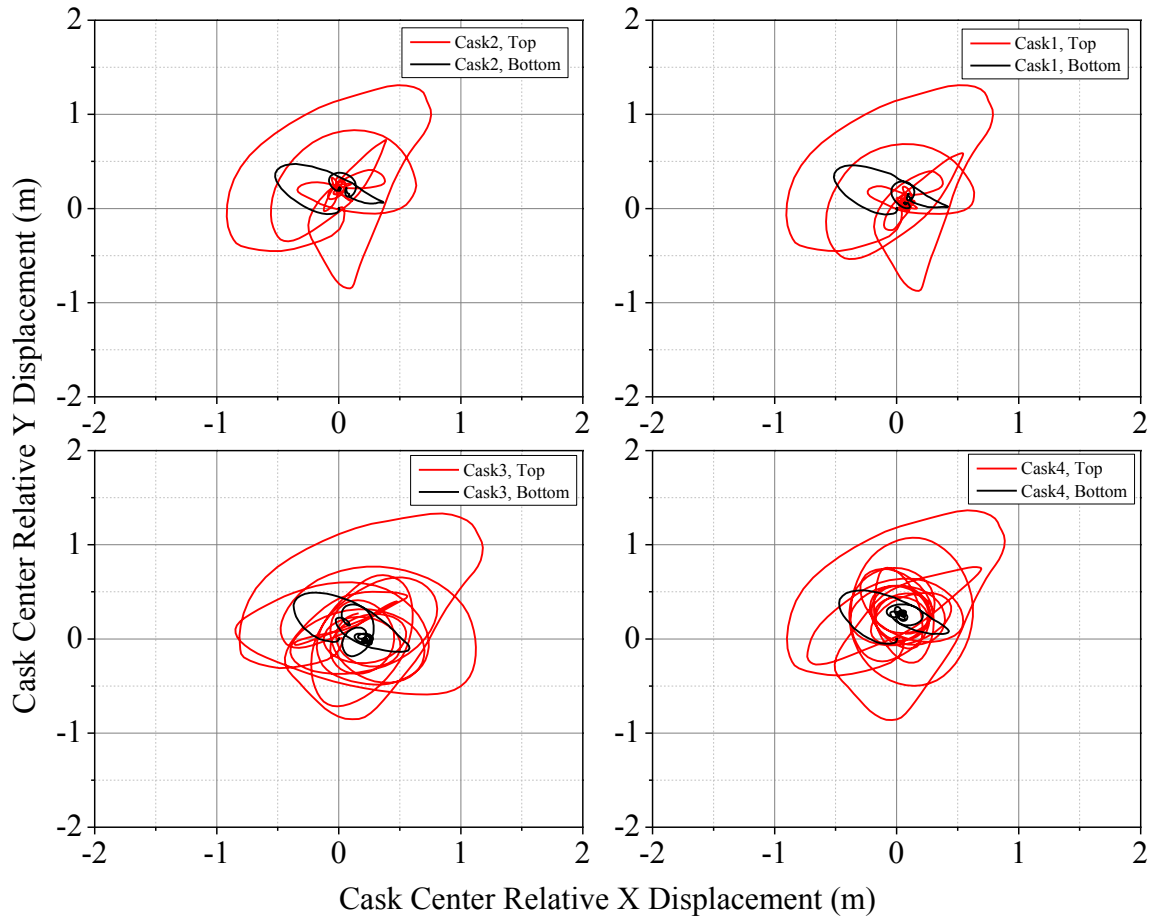 Cask Center Relative Y Displacement (m)
2
1
0
-1
-2
-2 -1 0 1 2
Cask2, Top
Cask2, Bottom
2
1
0
-1
-2
-2 -1 0 1 2
Cask1, Top
Cask1, Bottom
2
1
0
-1
-2
-2 -1 0 1 2
Cask3, Top
Cask3, Bottom
2
1
0
-1
-2
-2 -1 0 1 2
Cask4, Top
Cask4, Bottom
Cask Center Relative X Displacement (m)